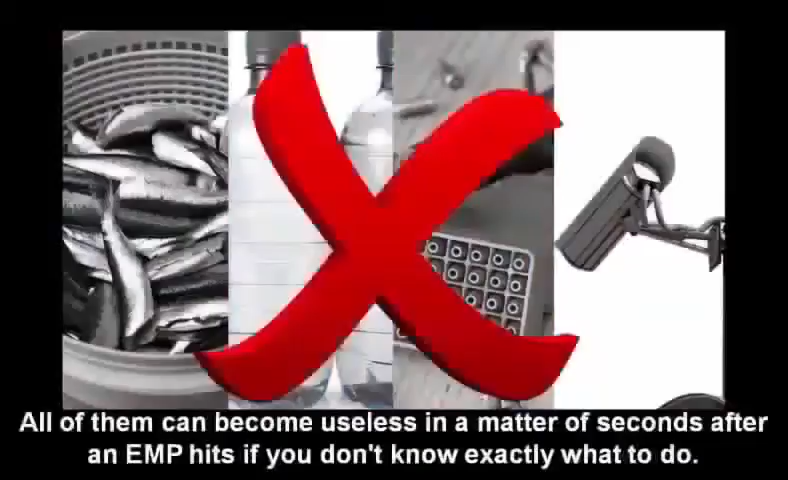 All of them can become useless in a matter of seconds after
an EMP hits if you don't know exactly what to do.